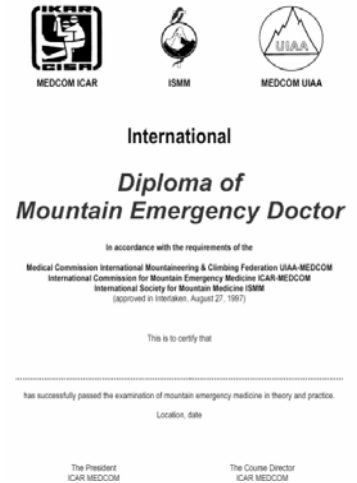 IKAR
CISA
UIAA
MEDCOM ICAR
ISMM
MEDCOM UIAA
International
Diploma of
Mountain Emergency Doctor
In accordance with the requirements of the
Medical Commission International Mountaineering & Climbing Federation UIAA-MEDCOM
International Commission for Mountain Emergency Medicine ICAR-MEDCOM
International Society for Mountain Medicine ISMM
(approved in Interlaken, August 27, 1997)
This is to certify that
has successfully passed the examination of mountain emergency medicine in theory and practice.
Location, date
The President
ICAR MEDCOM
The Course Director
ICAR MEDCOM